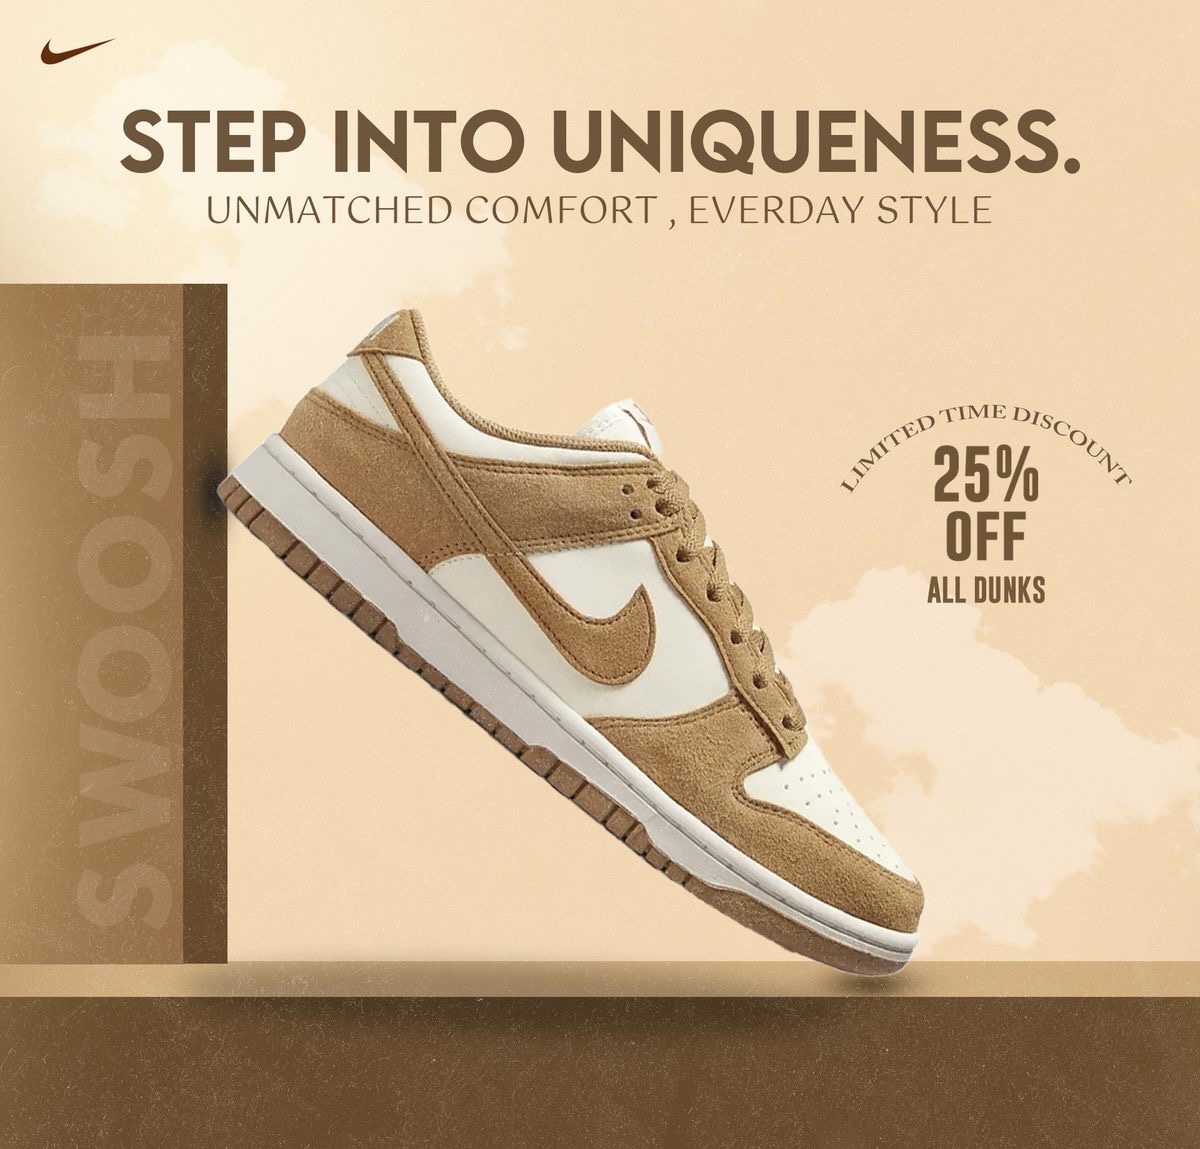 STEP INTO UNIQUENESS.
UNMATCHED COMFORT , EVERDAY STYLE
SWOOSH
LIMITED TIME DISCOUNT
25%
OFF
ALL DUNKS